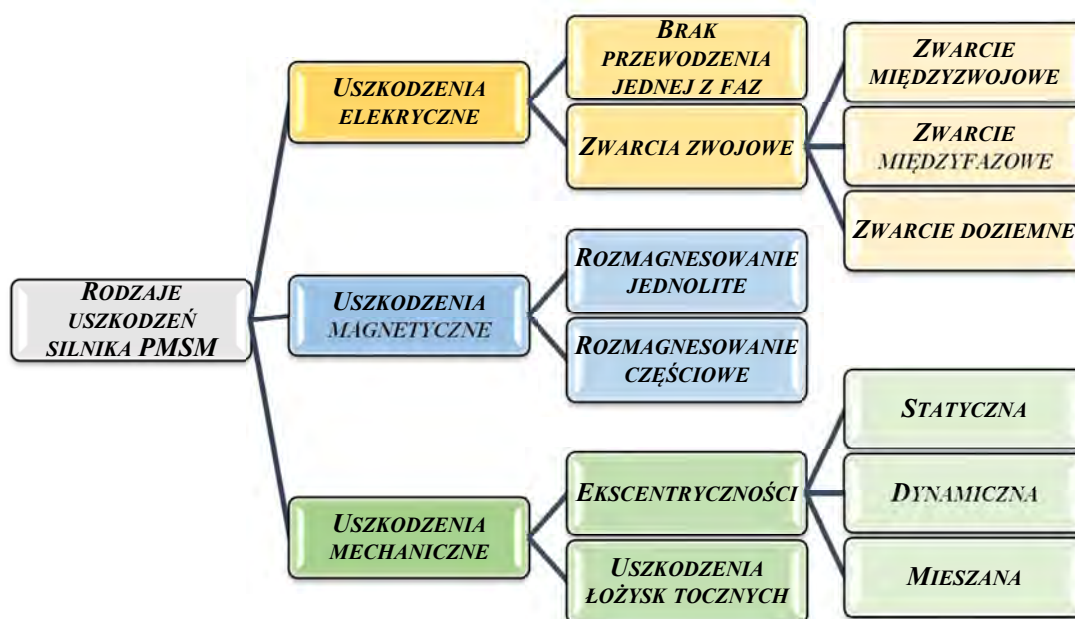 RODZAJE
USZKODZEŃ
SILNIKA PMSM
USZKODZENIA
ELEKRYCZNE
BRAK
PRZEWODZENIA
JEDNEJ Z FAZ
ZWARCIA ZWOJOWE
ZWARCIE
MIĘDZYZWOJOWE
ZWARCIE
MIĘDZYFAZOWE
ZWARCIE DOZIEMNE
USZKODZENIA
MAGNETYCZNE
ROZMAGNESOWANIE
JEDNOLITE
ROZMAGNESOWANIE
CZĘŚCIOWE
USZKODZENIA
MECHANICZNE
EKSCENTRYCZNOŚCI
STATYCZNA
DYNAMICZNA
MIESZANA
USZKODZENIA
ŁOŻYSK TOCZNYCH